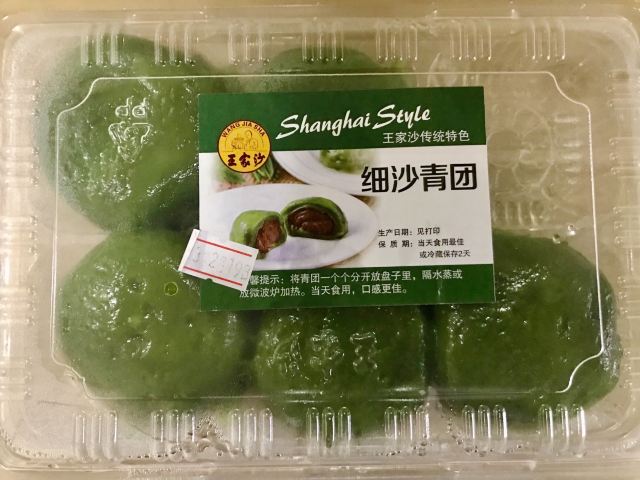 WANG JIA SHA
王家沙
Shanghai Style
王家沙传统特色
细沙青团
生产日期：见打印
保 质 期：当天食用最佳
或冷藏保存2天
馨提示：将青团一个个分开放盘子里，隔水蒸或
放微波炉加热。当天食用，口感更佳。